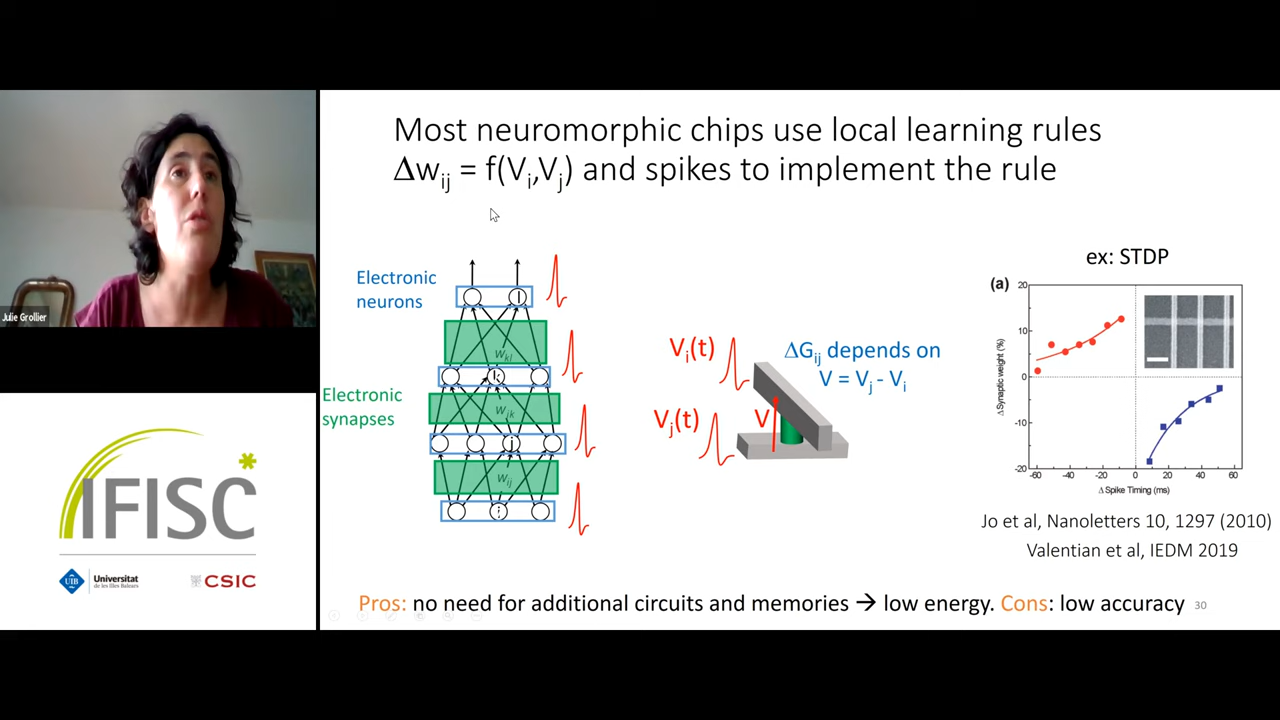 Most neuromorphic chips use local learning rules
Δwij = f(Vi,Vj) and spikes to implement the rule
Julie Grollier
Electronic
neurons
Electronic
synapses
l
wkl
k
wjk
j
wij
i
Vi(t)
Vj(t)
V
ΔGij depends on
V = Vj - Vi
ex: STDP
(a)
20
10
0
-10
-20
Δ Synaptic weight (%)
-60 -40 -20 0 20 40 60
Δ Spike Timing (ms)
Jo et al, Nanoletters 10, 1297 (2010)
Valentian et al, IEDM 2019
Pros: no need for additional circuits and memories → low energy. Cons: low accuracy
30
IFISC
UIB
Universitat
de les Illes Balears
CSIC